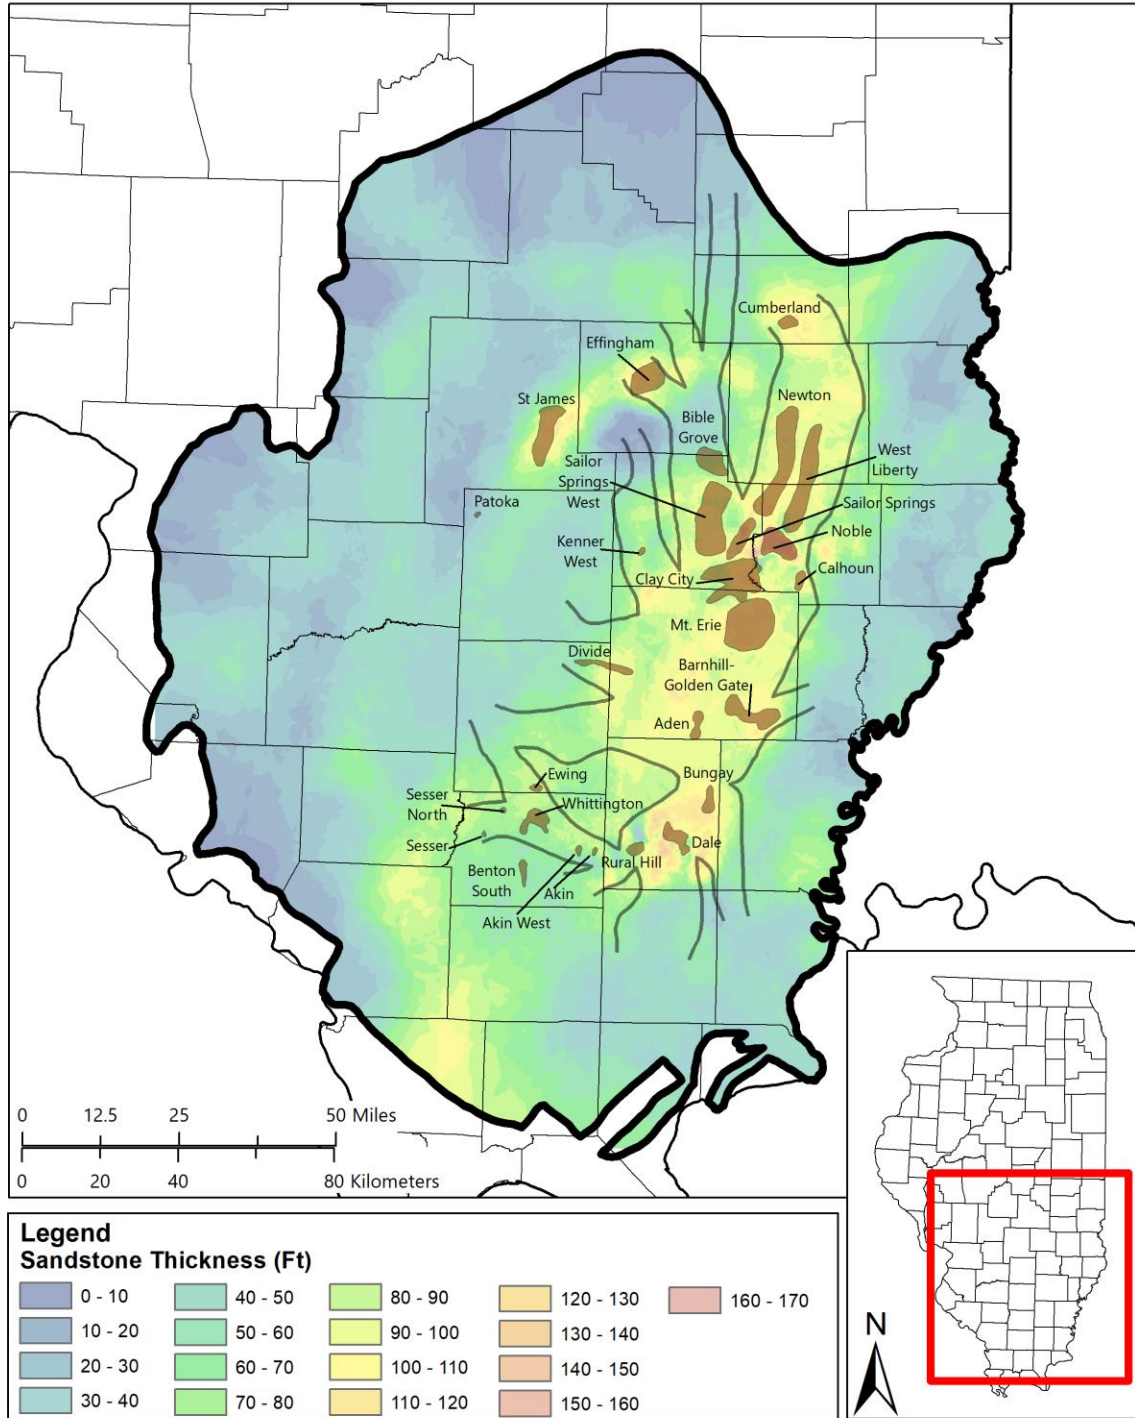 Cumberland
Effingham
St James
Newton
Bible
Grove
West
Liberty
Sailor
Springs
West
Sailor Springs
Patoka
Noble
Kenner
West
Calhoun
Clay City
Mt. Erie
Divide
Barnhill-
Golden Gate
Aden
Ewing
Bungay
Sesser
North
Whittington
Sesser
Dale
Benton
South
Rural Hill
Akin
Akin West
0 12.5 25 50 Miles
0 20 40 80 Kilometers
N
Legend
Sandstone Thickness (Ft)
0 - 10
10 - 20
20 - 30
30 - 40
40 - 50
50 - 60
60 - 70
70 - 80
80 - 90
90 - 100
100 - 110
110 - 120
120 - 130
130 - 140
140 - 150
150 - 160
160 - 170